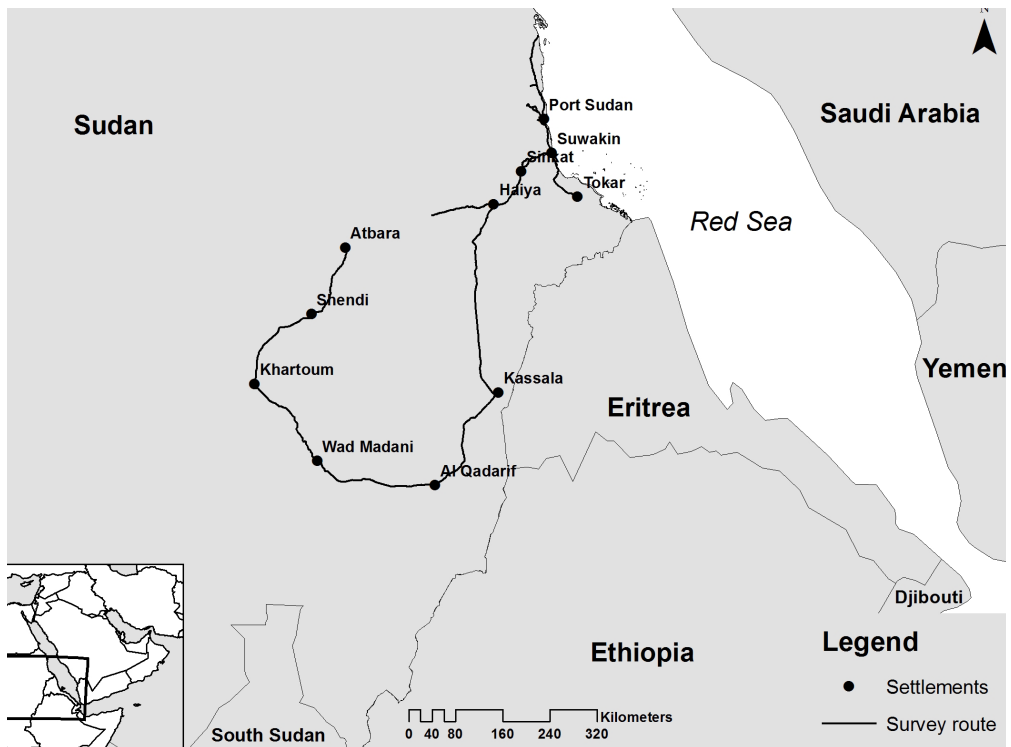 N
Port Sudan
Saudi Arabia
Sudan
Suwakin
Sinkat
Tokar
Haiya
Red Sea
Atbara
Shendi
Khartoum
Yemen
Kassala
Eritrea
Wad Madani
Al Qadarif
Djibouti
Ethiopia
Legend
Settlements
Survey route
South Sudan
Kilometers
0 40 80 160 240 320